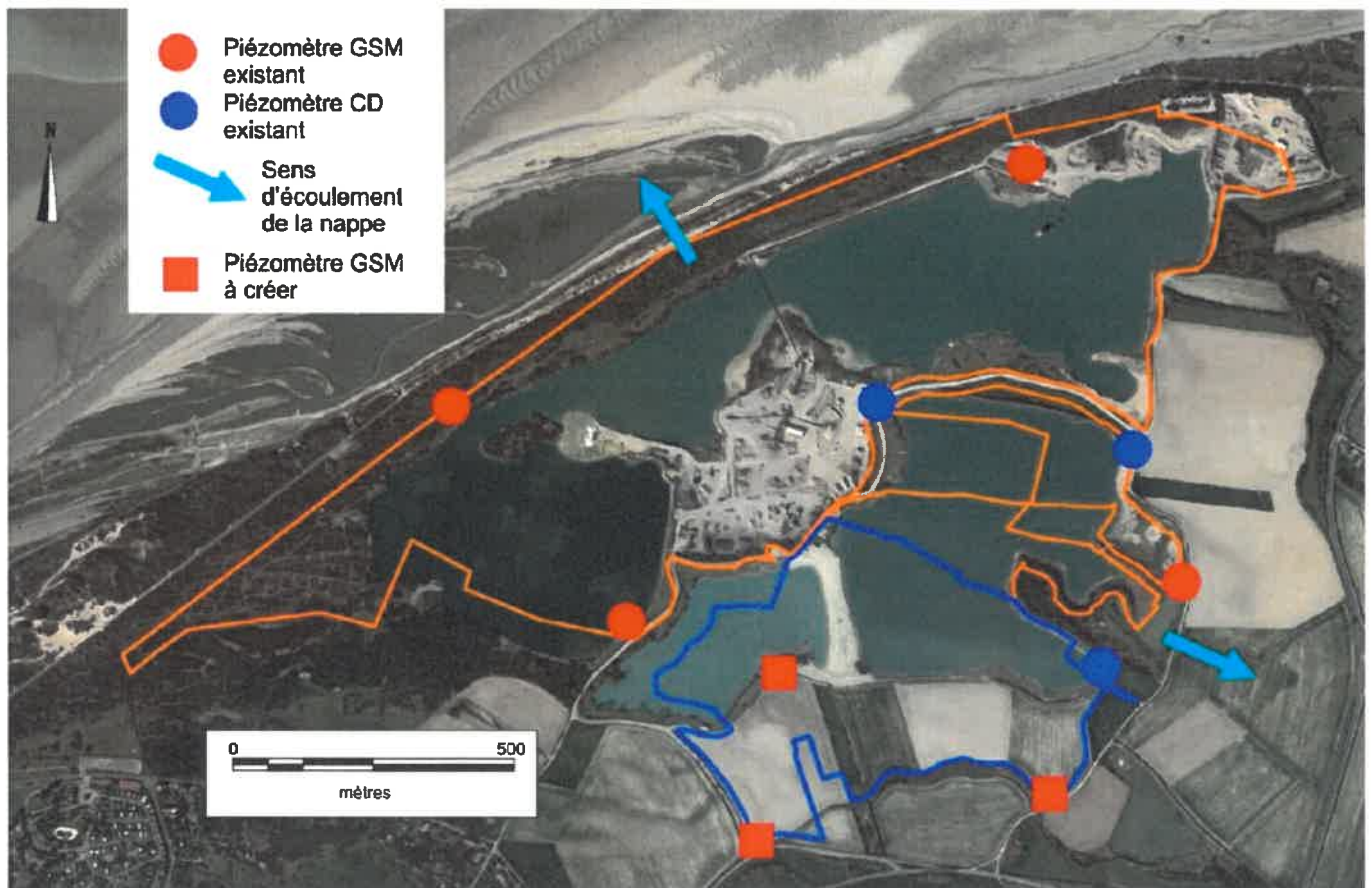 Piézomètre GSM
existant
Piézomètre CD
existant
Sens
d'écoulement
de la nappe
Piézomètre GSM
à créer
N
0 500
mètres